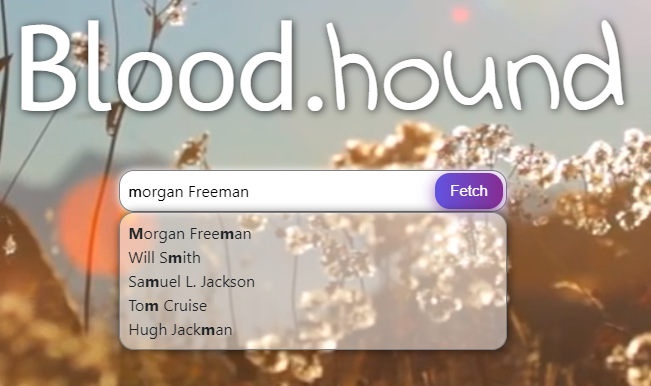 Blood.hound
morgan Freeman
Fetch
Morgan Freeman
Will Smith
Samuel L. Jackson
Tom Cruise
Hugh Jackman